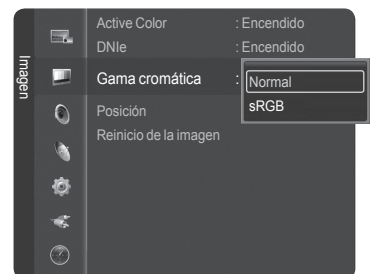 Imagen
Active Color : Encendido
DNIe : Encendido
Gama cromática : Normal
sRGB
Posición
Reinicio de la imagen